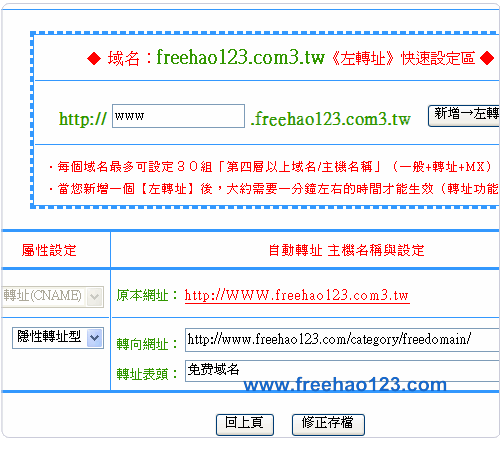 ◆ 域名：freehao123.com3.tw《左轉址》快速設定區 ◆
http:// www .freehao123.com3.tw 新增→左轉
・每個域名最多可設定３０組「第四層以上域名/主機名稱」（一般+轉址+MX）
・當您新增一個【左轉址】後，大約需要一分鐘左右的時間才能生效（轉址功能
屬性設定 自動轉址 主機名稱與設定
轉址(CNAME) 原本網址： http://WWW.freehao123.com3.tw
隱性轉址型 轉向網址： http://www.freehao123.com/category/freedomain/
轉址表頭： 免费域名
www.freehao123.com
回上頁 修正存檔